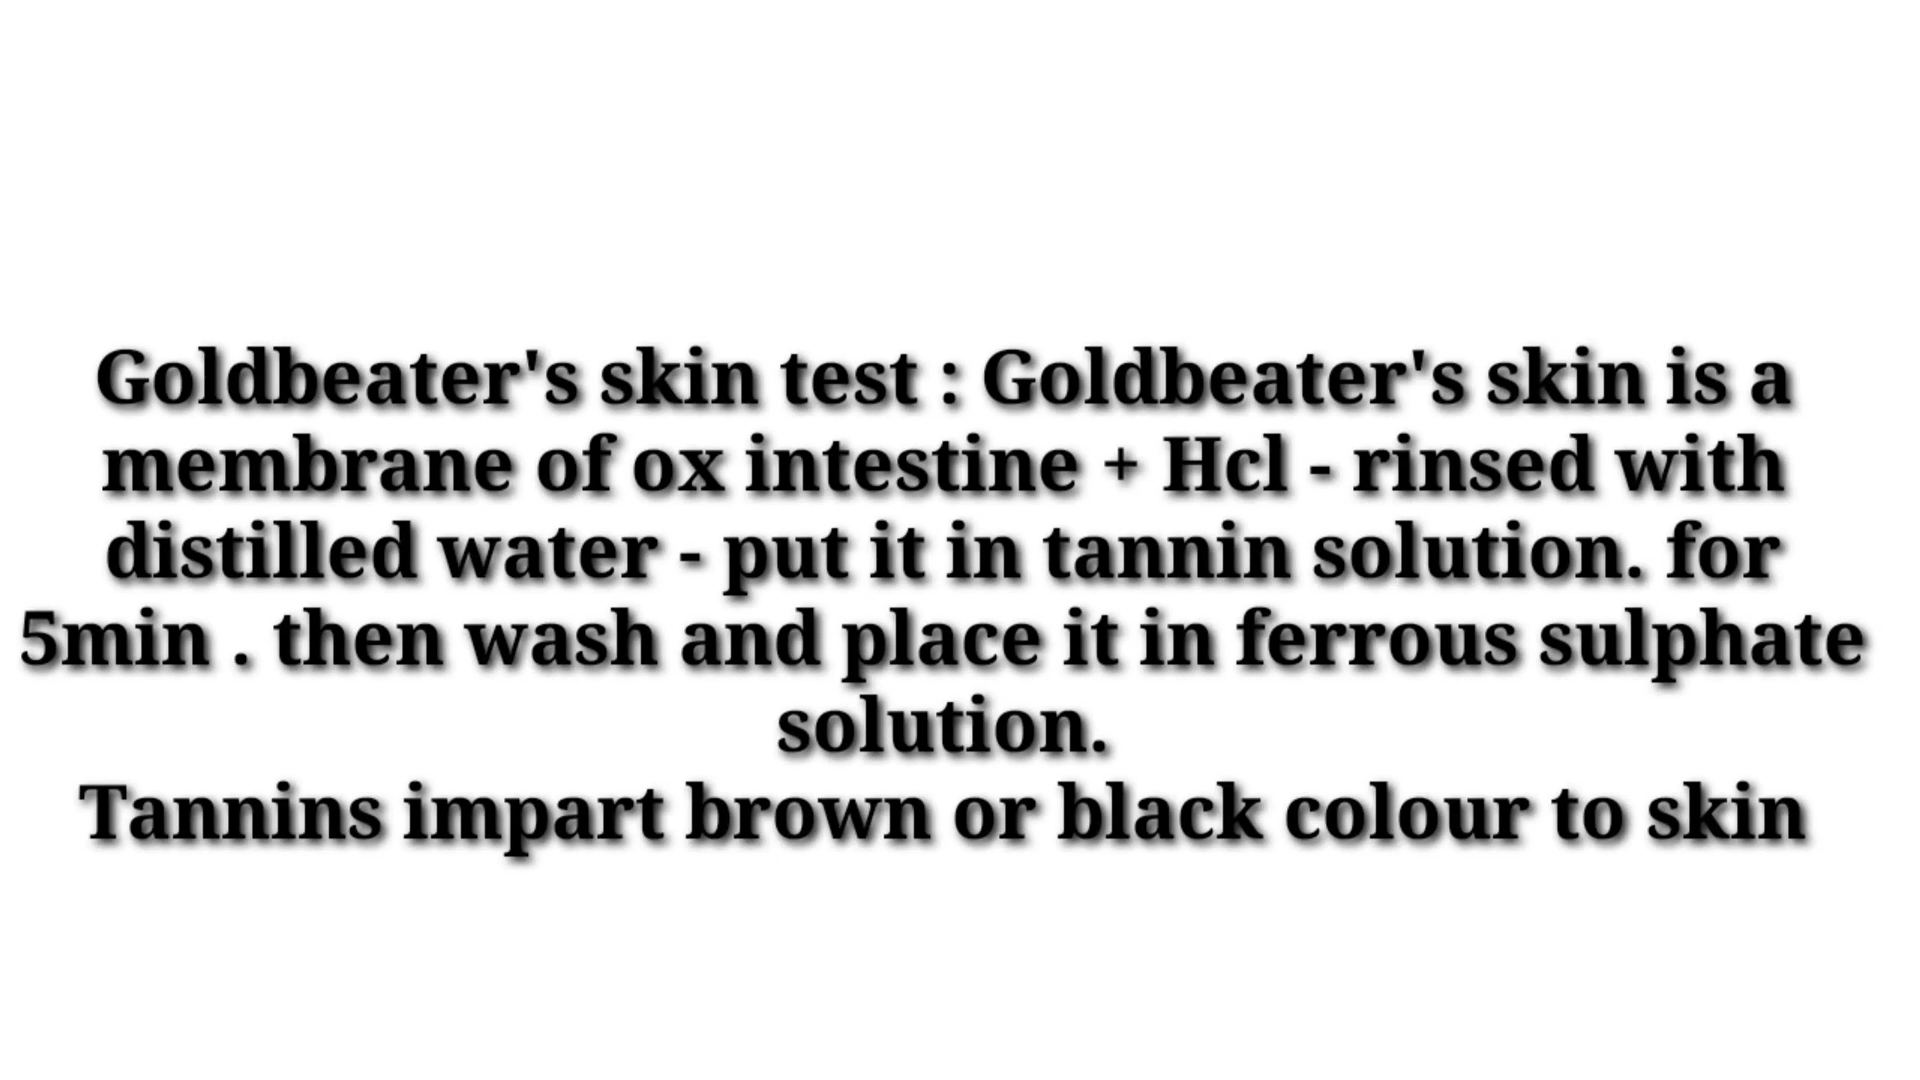 Goldbeater's skin test : Goldbeater's skin is a
membrane of ox intestine + Hcl - rinsed with
distilled water - put it in tannin solution. for
5min . then wash and place it in ferrous sulphate
solution.
Tannins impart brown or black colour to skin